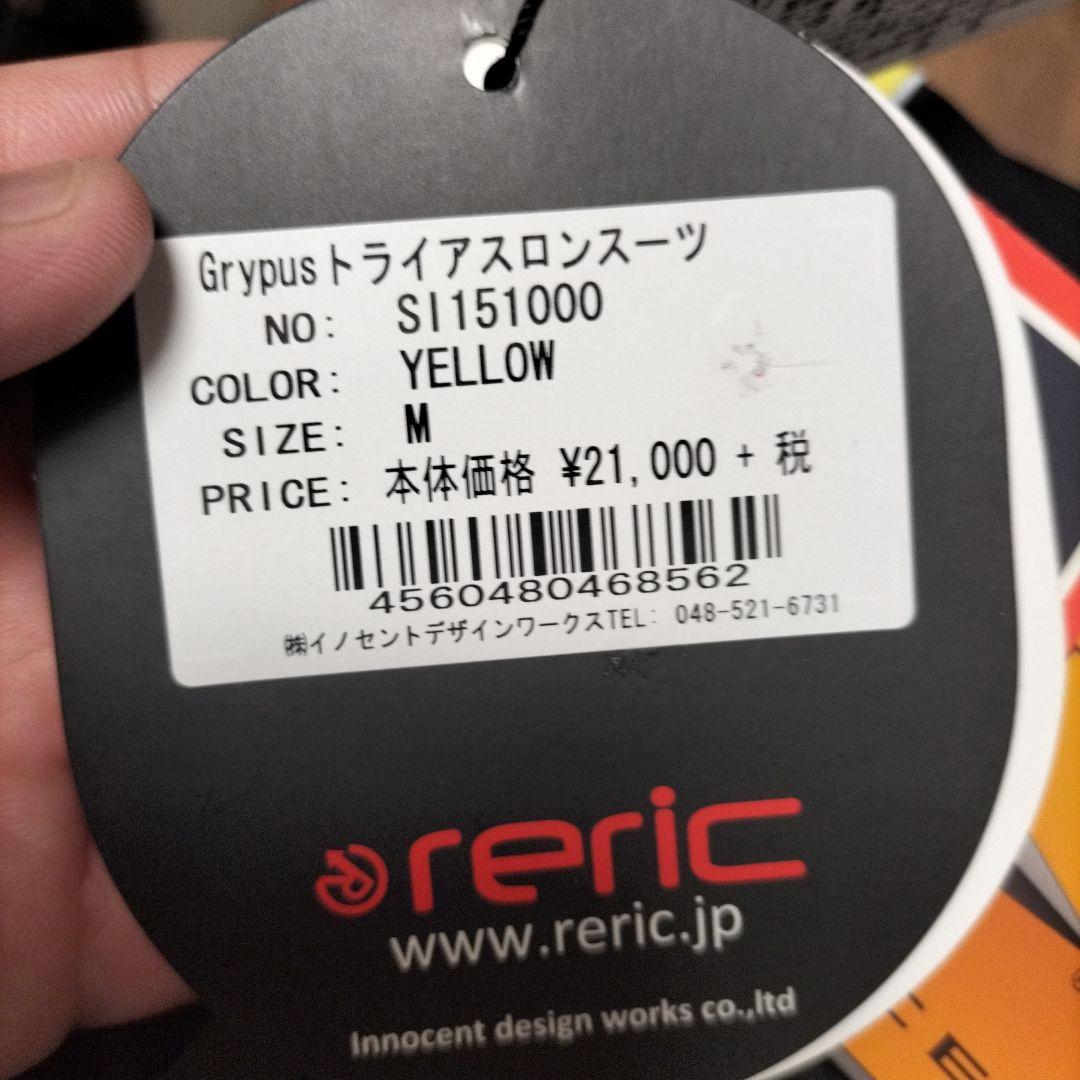 Grypusトライアスロンスーツ
NO: SI151000
COLOR: YELLOW
SIZE: M
PRICE: 本体価格 ¥21,000 + 税
4560480468562
㈱イノセントデザインワークスTEL: 048-521-6731
reric
www.reric.jp
Innocent design works co.,ltd